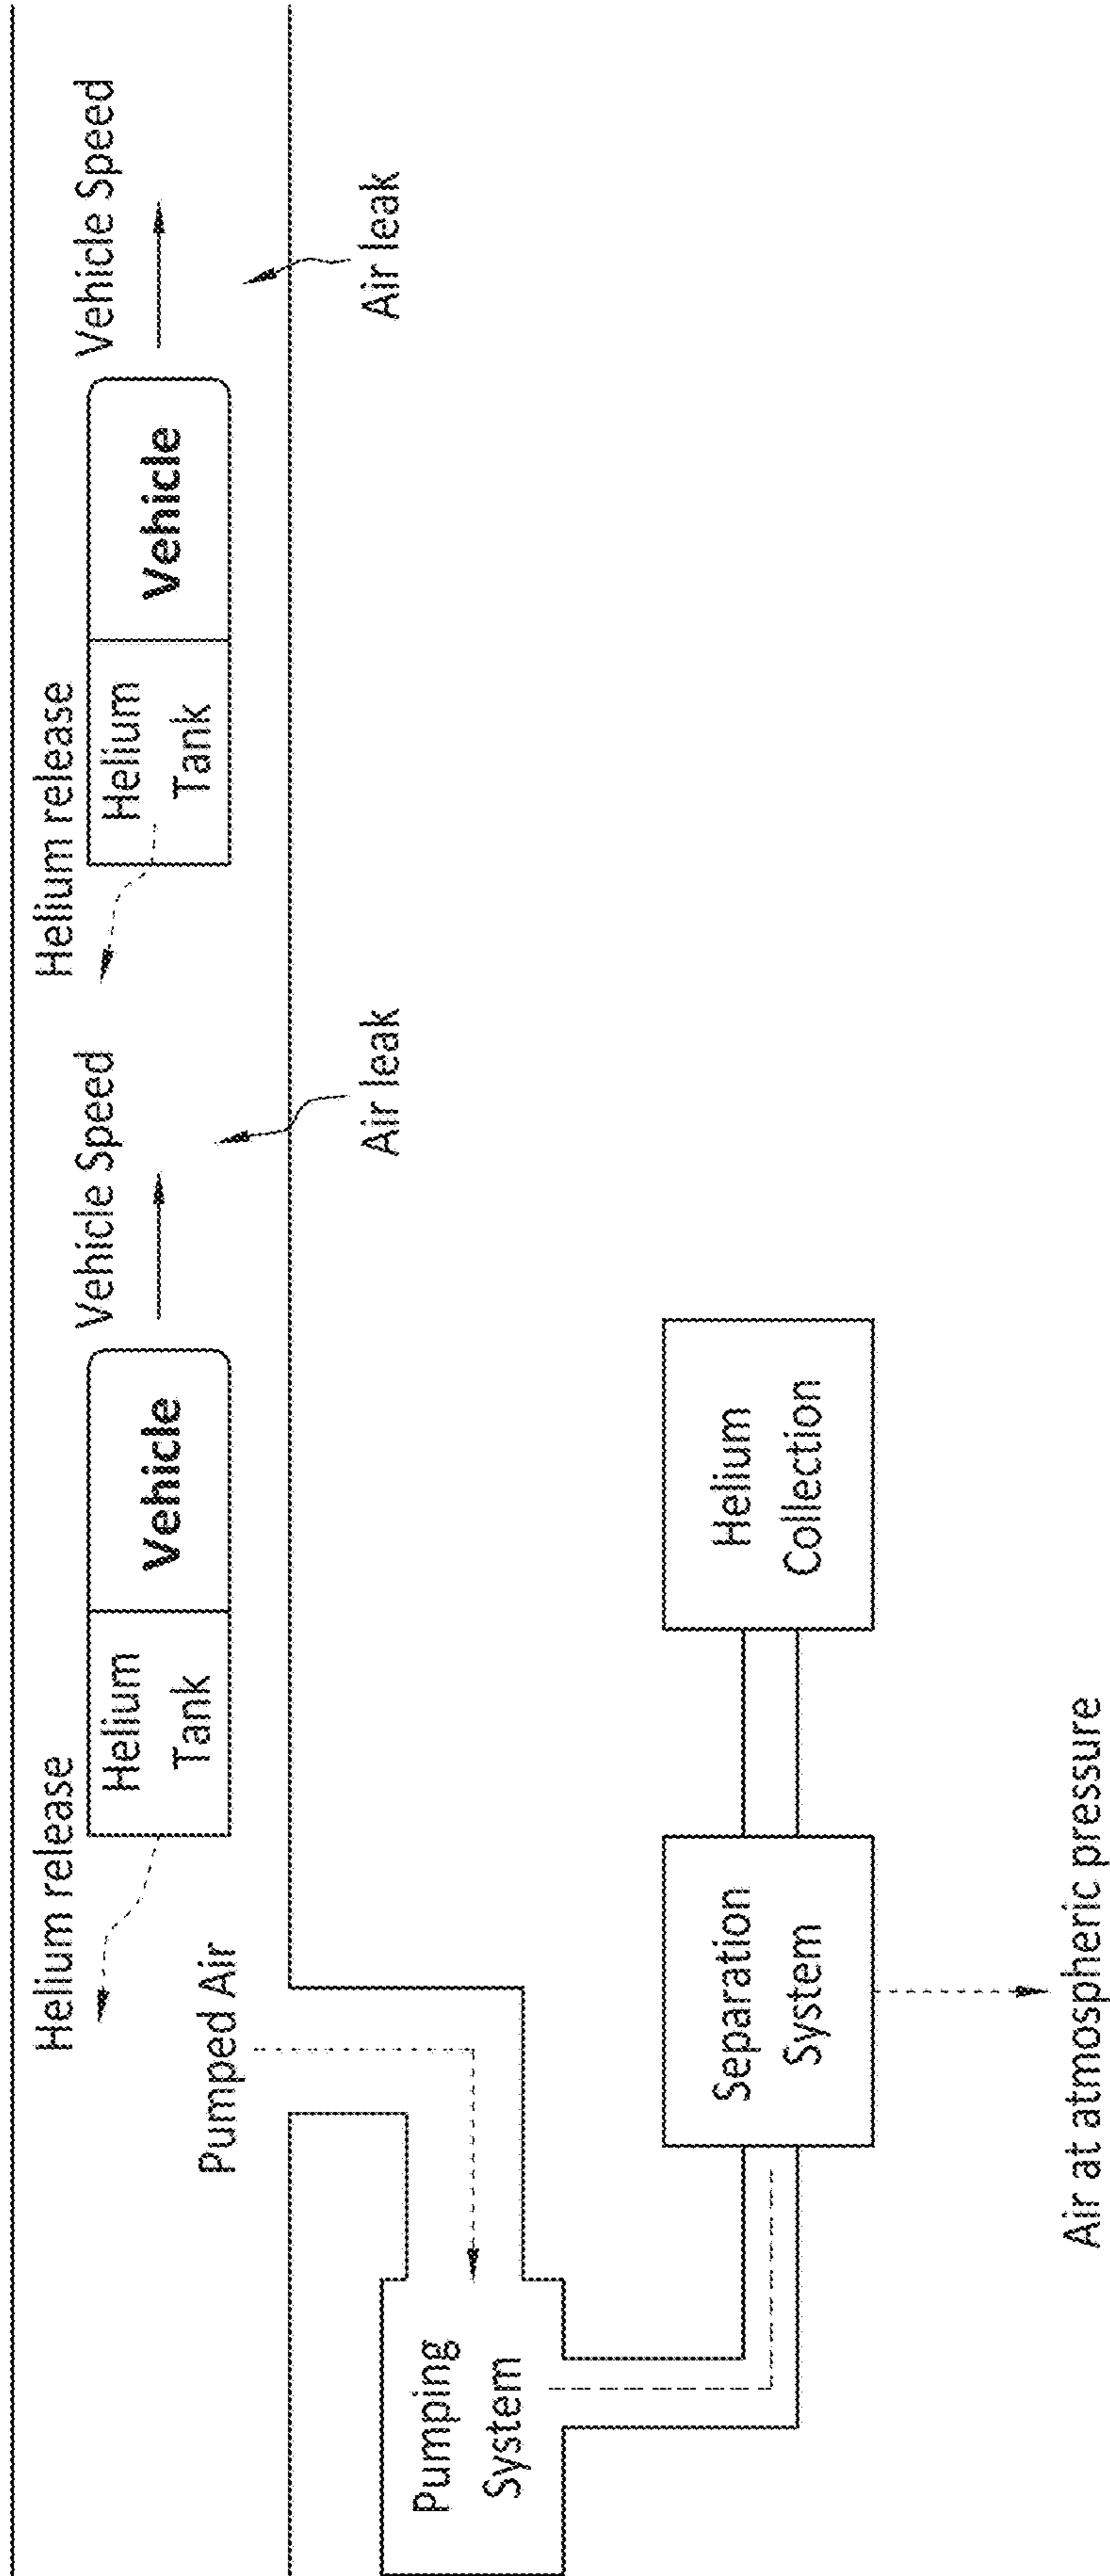 Helium release
Vehicle Speed
Helium release
Vehicle Speed
Helium
Tank
Vehicle
Helium
Tank
Vehicle
Pumped Air
Air leak
Air leak
Pumping
System
Separation
System
Helium
Collection
Air at atmospheric pressure